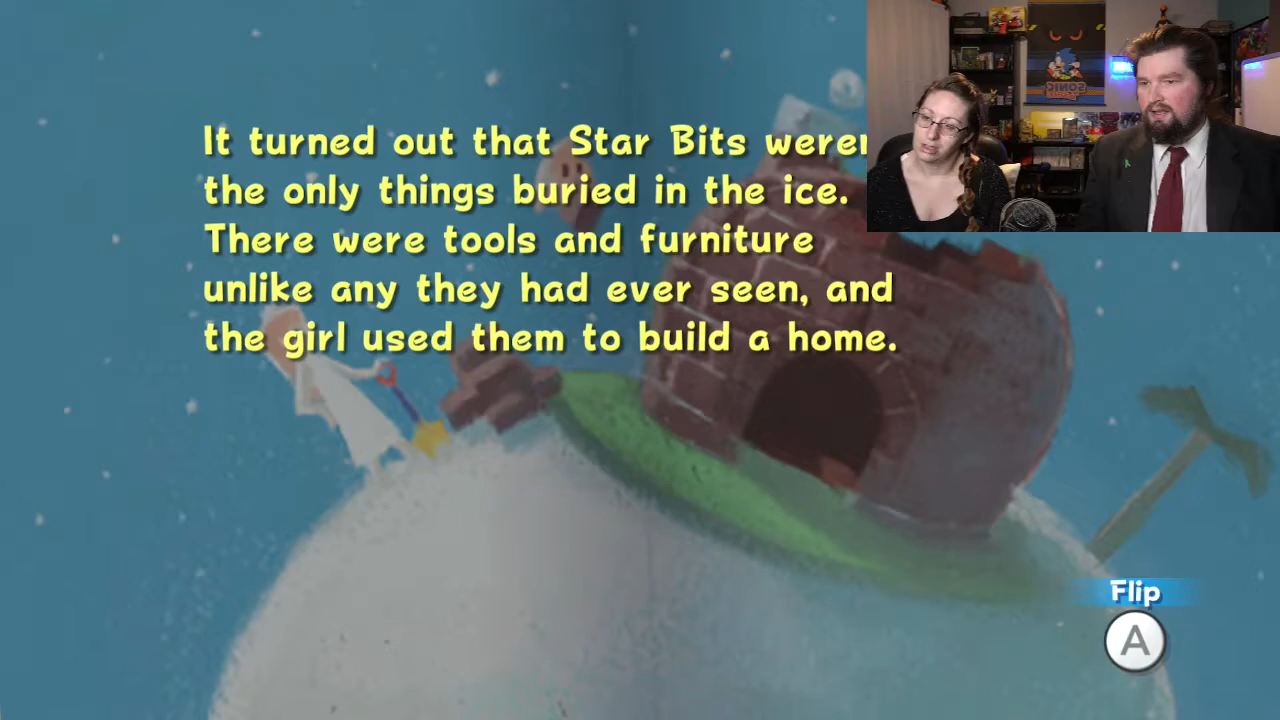 It turned out that Star Bits weren
the only things buried in the ice.
There were tools and furniture
unlike any they had ever seen, and
the girl used them to build a home.
Flip
A